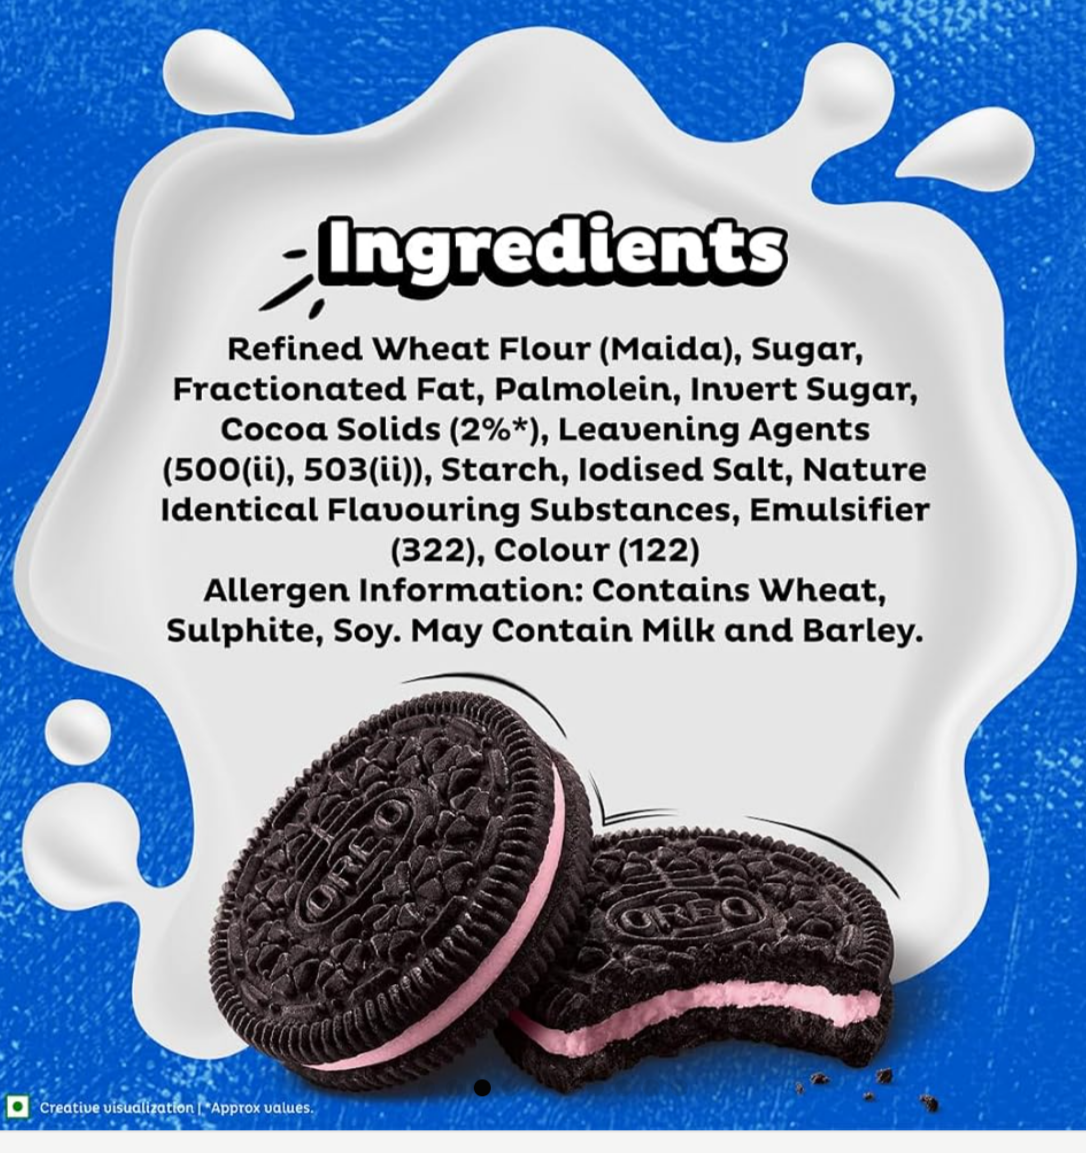 Ingredients
Refined Wheat Flour (Maida), Sugar,
Fractionated Fat, Palmolein, Invert Sugar,
Cocoa Solids (2%*), Leavening Agents
(500(ii), 503(ii)), Starch, Iodised Salt, Nature
Identical Flavouring Substances, Emulsifier
(322), Colour (122)
Allergen Information: Contains Wheat,
Sulphite, Soy. May Contain Milk and Barley.
OREO
OREO
Creative visualization | *Approx values.